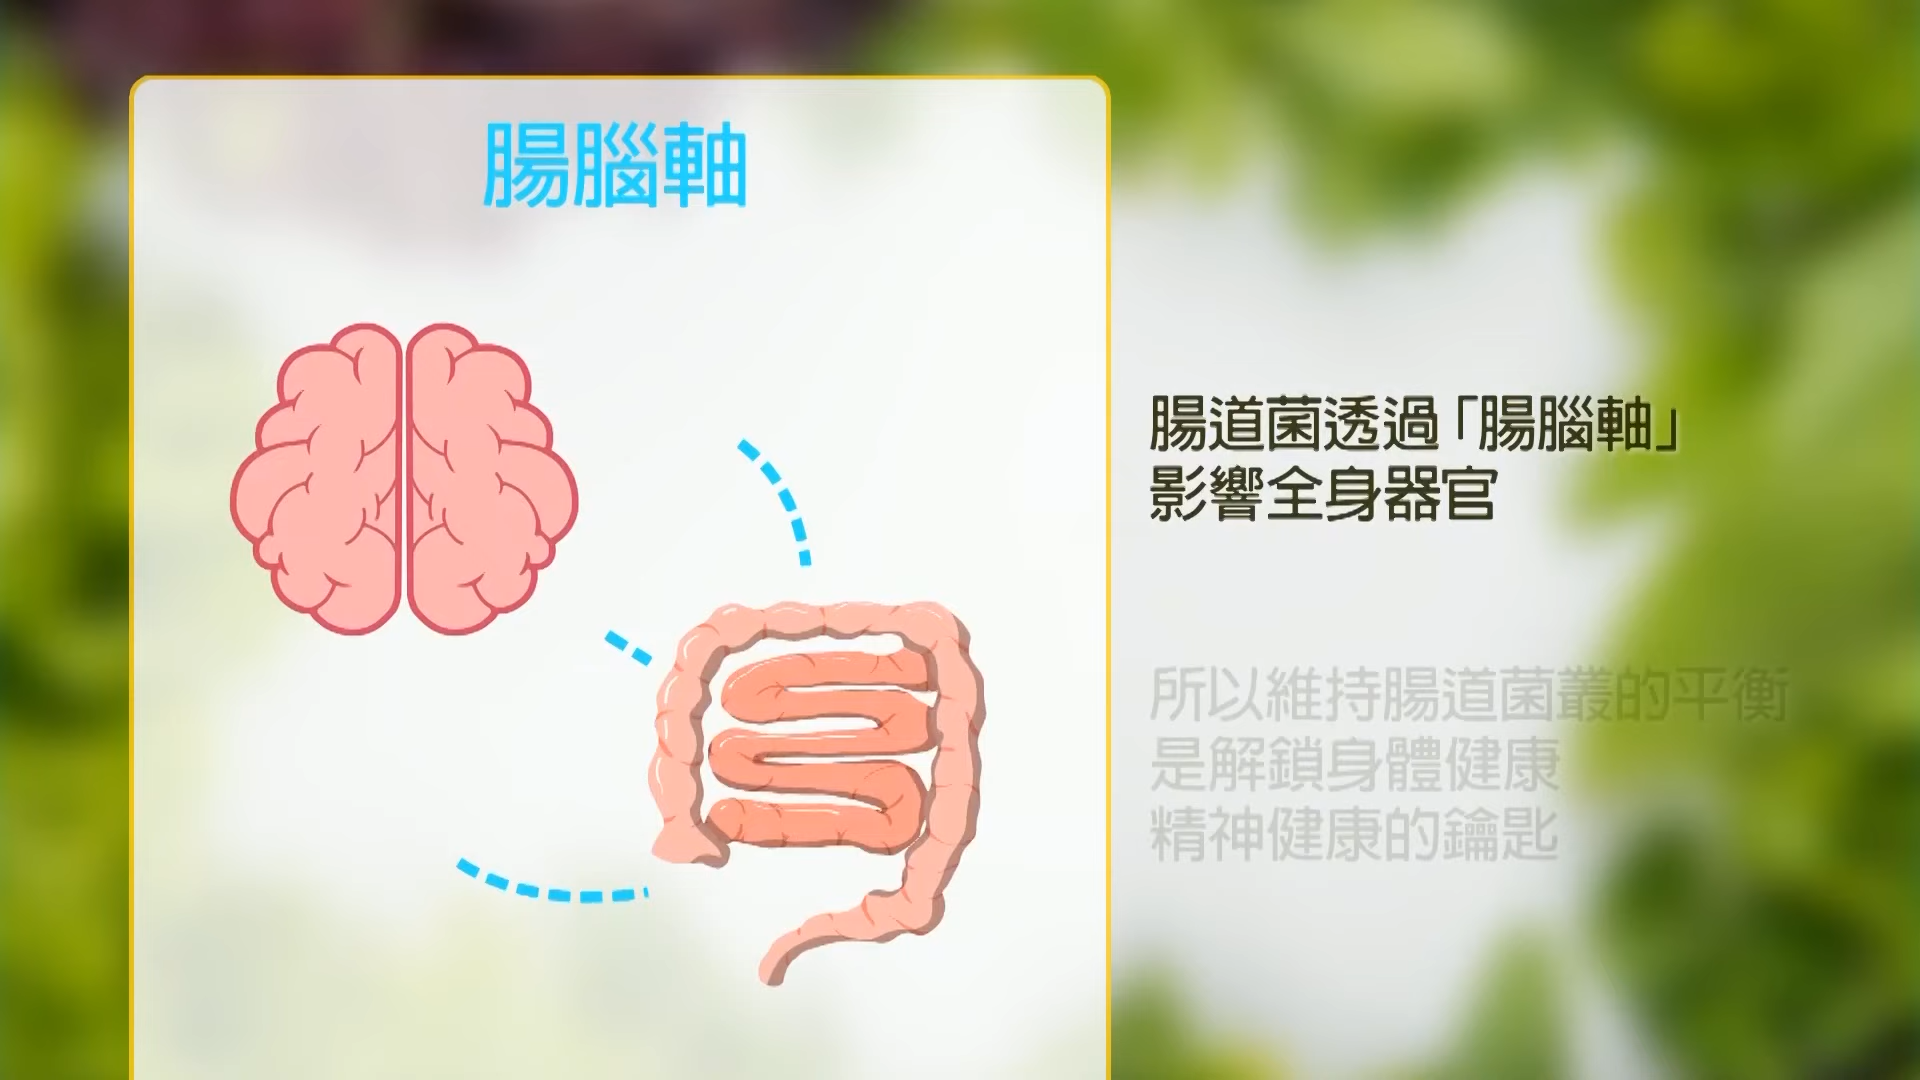 腸腦軸
腸道菌透過「腸腦軸」
影響全身器官
所以維持腸道菌叢的平衡
是解鎖身體健康
精神健康的鑰匙